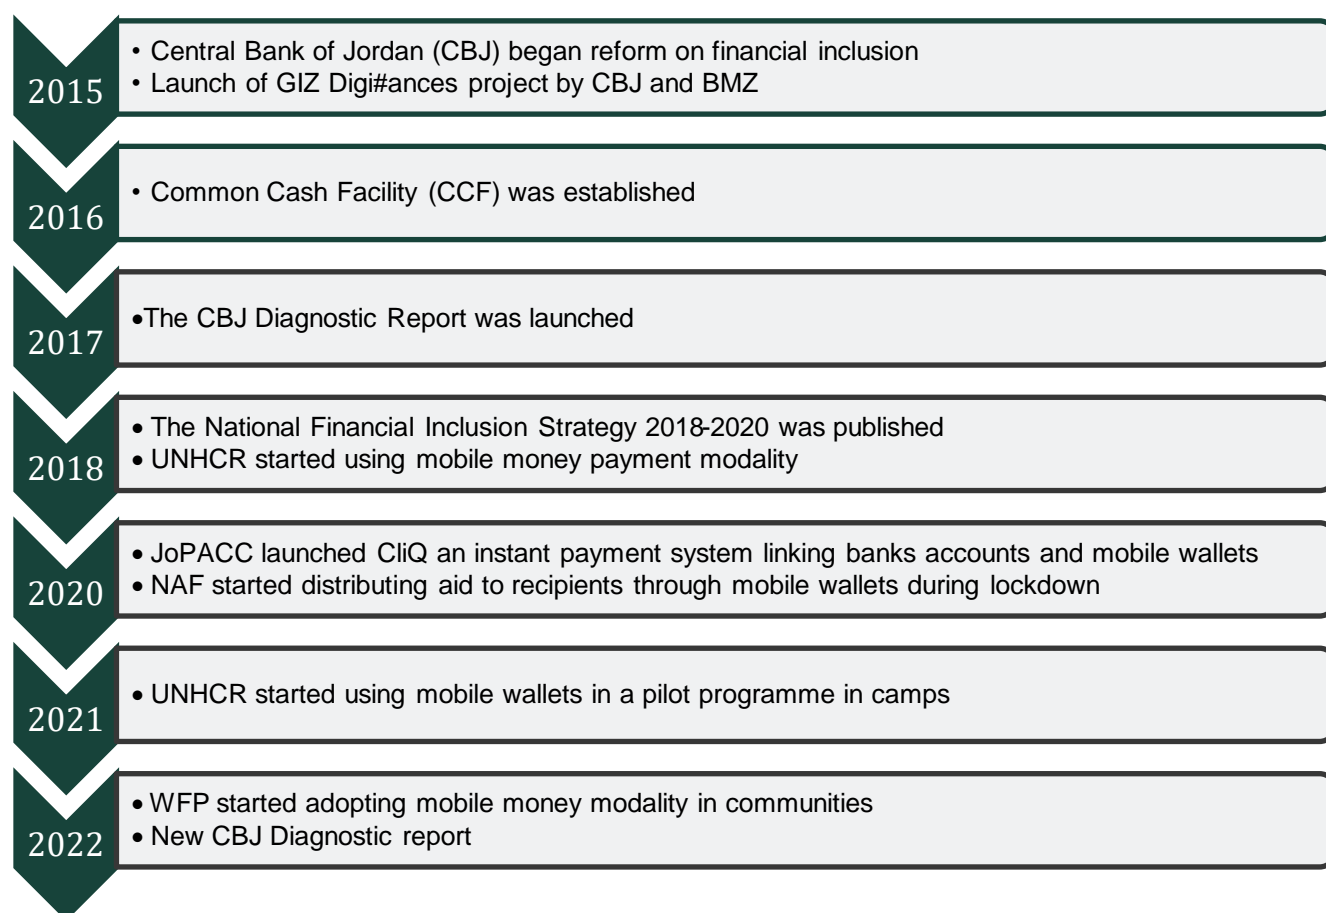 2015
• Central Bank of Jordan (CBJ) began reform on financial inclusion
• Launch of GIZ Digi#ances project by CBJ and BMZ
2016
• Common Cash Facility (CCF) was established
2017
•The CBJ Diagnostic Report was launched
2018
• The National Financial Inclusion Strategy 2018-2020 was published
• UNHCR started using mobile money payment modality
2020
• JoPACC launched CliQ an instant payment system linking banks accounts and mobile wallets
• NAF started distributing aid to recipients through mobile wallets during lockdown
2021
• UNHCR started using mobile wallets in a pilot programme in camps
2022
• WFP started adopting mobile money modality in communities
• New CBJ Diagnostic report